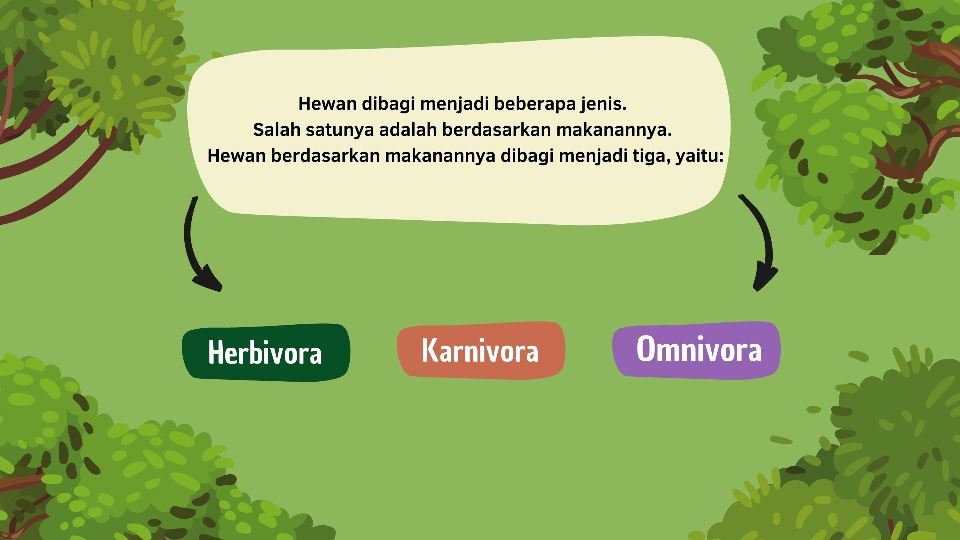 Hewan dibagi menjadi beberapa jenis.
Salah satunya adalah berdasarkan makanannya.
Hewan berdasarkan makanannya dibagi menjadi tiga, yaitu:
Herbivora
Karnivora
Omnivora